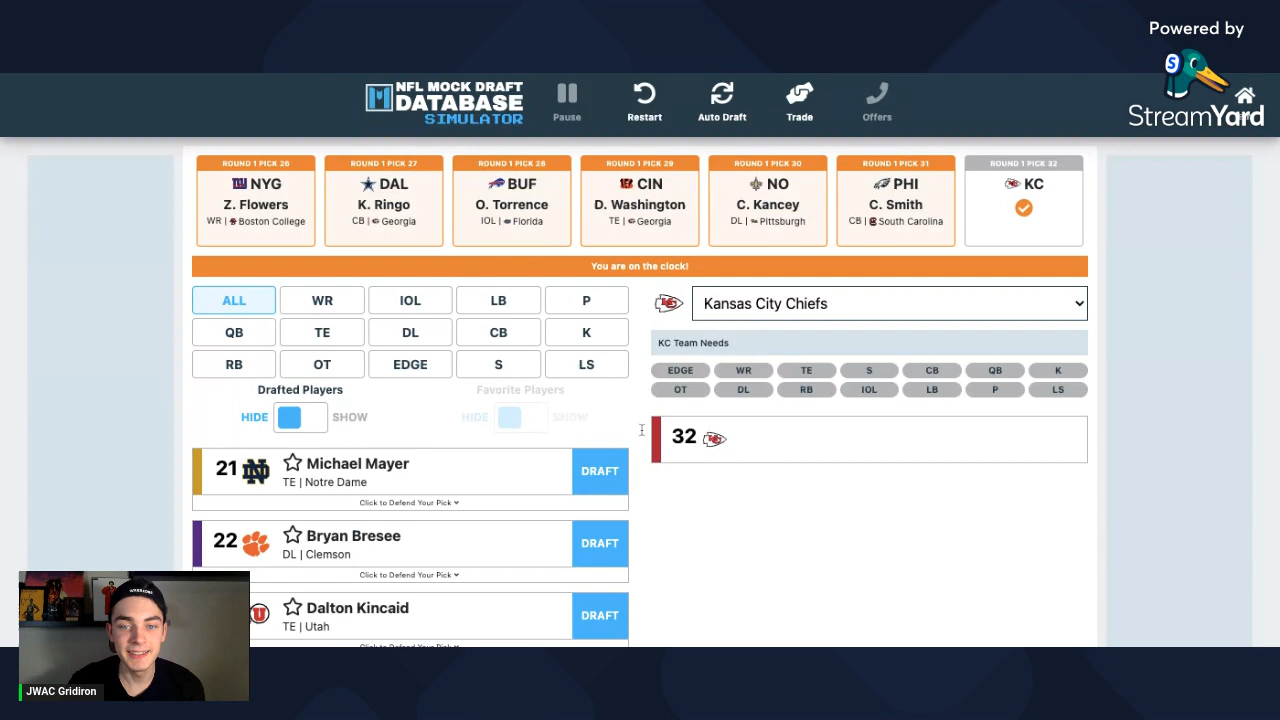 Powered by
StreamYard
NFL MOCK DRAFT
DATABASE
SIMULATOR
Pause
Restart
Auto Draft
Trade
Offers
ROUND 1 PICK 26
NYG
Z. Flowers
WR | Boston College
ROUND 1 PICK 27
DAL
K. Ringo
CB | Georgia
ROUND 1 PICK 28
BUF
O. Torrence
IOL | Florida
ROUND 1 PICK 29
CIN
D. Washington
TE | Georgia
ROUND 1 PICK 30
NO
C. Kancey
DL | Pittsburgh
ROUND 1 PICK 31
PHI
C. Smith
CB | South Carolina
ROUND 1 PICK 32
KC
You are on the clock!
ALL WR IOL LB P
QB TE DL CB K
RB OT EDGE S LS
Drafted Players
HIDE SHOW
Favorite Players
HIDE SHOW
21 Michael Mayer DRAFT
TE | Notre Dame
Click to Defend Your Pick
22 Bryan Bresee DRAFT
DL | Clemson
Click to Defend Your Pick
Dalton Kincaid DRAFT
TE | Utah
Click to Defend Your Pick
Kansas City Chiefs
KC Team Needs
EDGE WR TE S CB QB K
OT DL RB IOL LB P LS
32
WARRIORS
JWAC Gridiron